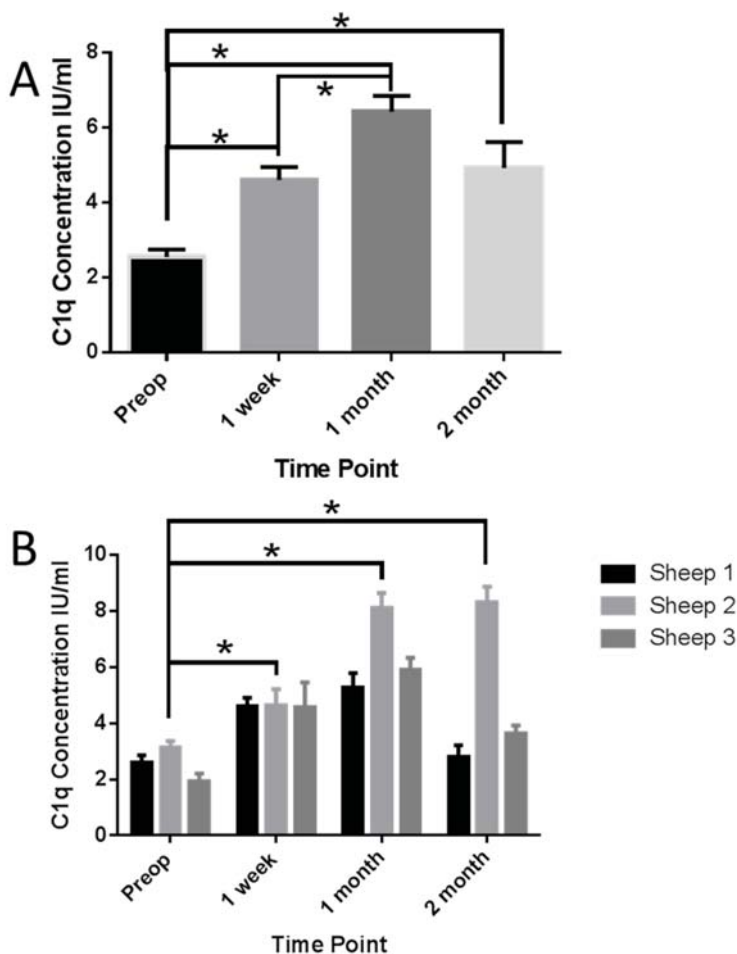 A
C1q Concentration IU/ml
8
6
4
2
0
*
*
*
*
*
Preop
1 week
1 month
2 month
Time Point
B
C1q Concentration IU/ml
10
8
6
4
2
0
*
*
*
Preop
1 week
1 month
2 month
Time Point
Sheep 1
Sheep 2
Sheep 3